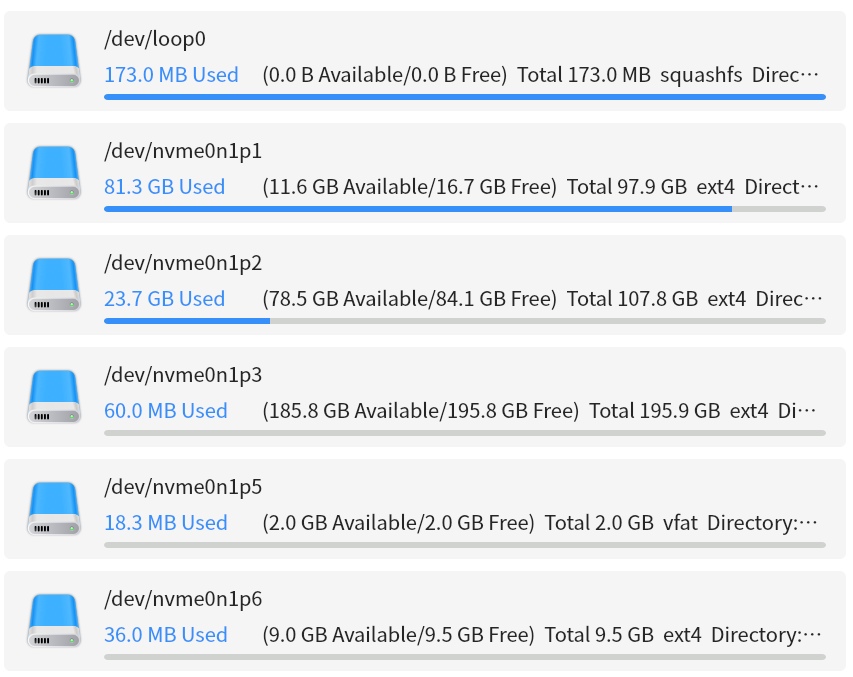 /dev/loop0
173.0 MB Used (0.0 B Available/0.0 B Free) Total 173.0 MB squashfs Direc···
/dev/nvme0n1p1
81.3 GB Used (11.6 GB Available/16.7 GB Free) Total 97.9 GB ext4 Direct···
/dev/nvme0n1p2
23.7 GB Used (78.5 GB Available/84.1 GB Free) Total 107.8 GB ext4 Direc···
/dev/nvme0n1p3
60.0 MB Used (185.8 GB Available/195.8 GB Free) Total 195.9 GB ext4 Di···
/dev/nvme0n1p5
18.3 MB Used (2.0 GB Available/2.0 GB Free) Total 2.0 GB vfat Directory:···
/dev/nvme0n1p6
36.0 MB Used (9.0 GB Available/9.5 GB Free) Total 9.5 GB ext4 Directory:···